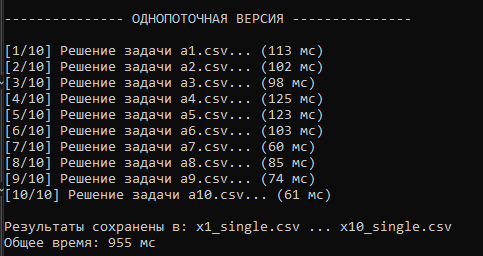 --------------- ОДНОПОТОЧНАЯ ВЕРСИЯ ---------------
[1/10] Решение задачи a1.csv... (113 мс)
[2/10] Решение задачи a2.csv... (102 мс)
[3/10] Решение задачи a3.csv... (98 мс)
[4/10] Решение задачи a4.csv... (125 мс)
[5/10] Решение задачи a5.csv... (123 мс)
[6/10] Решение задачи a6.csv... (103 мс)
[7/10] Решение задачи a7.csv... (60 мс)
[8/10] Решение задачи a8.csv... (85 мс)
[9/10] Решение задачи a9.csv... (74 мс)
[10/10] Решение задачи a10.csv... (61 мс)
Результаты сохранены в: x1_single.csv ... x10_single.csv
Общее время: 955 мс